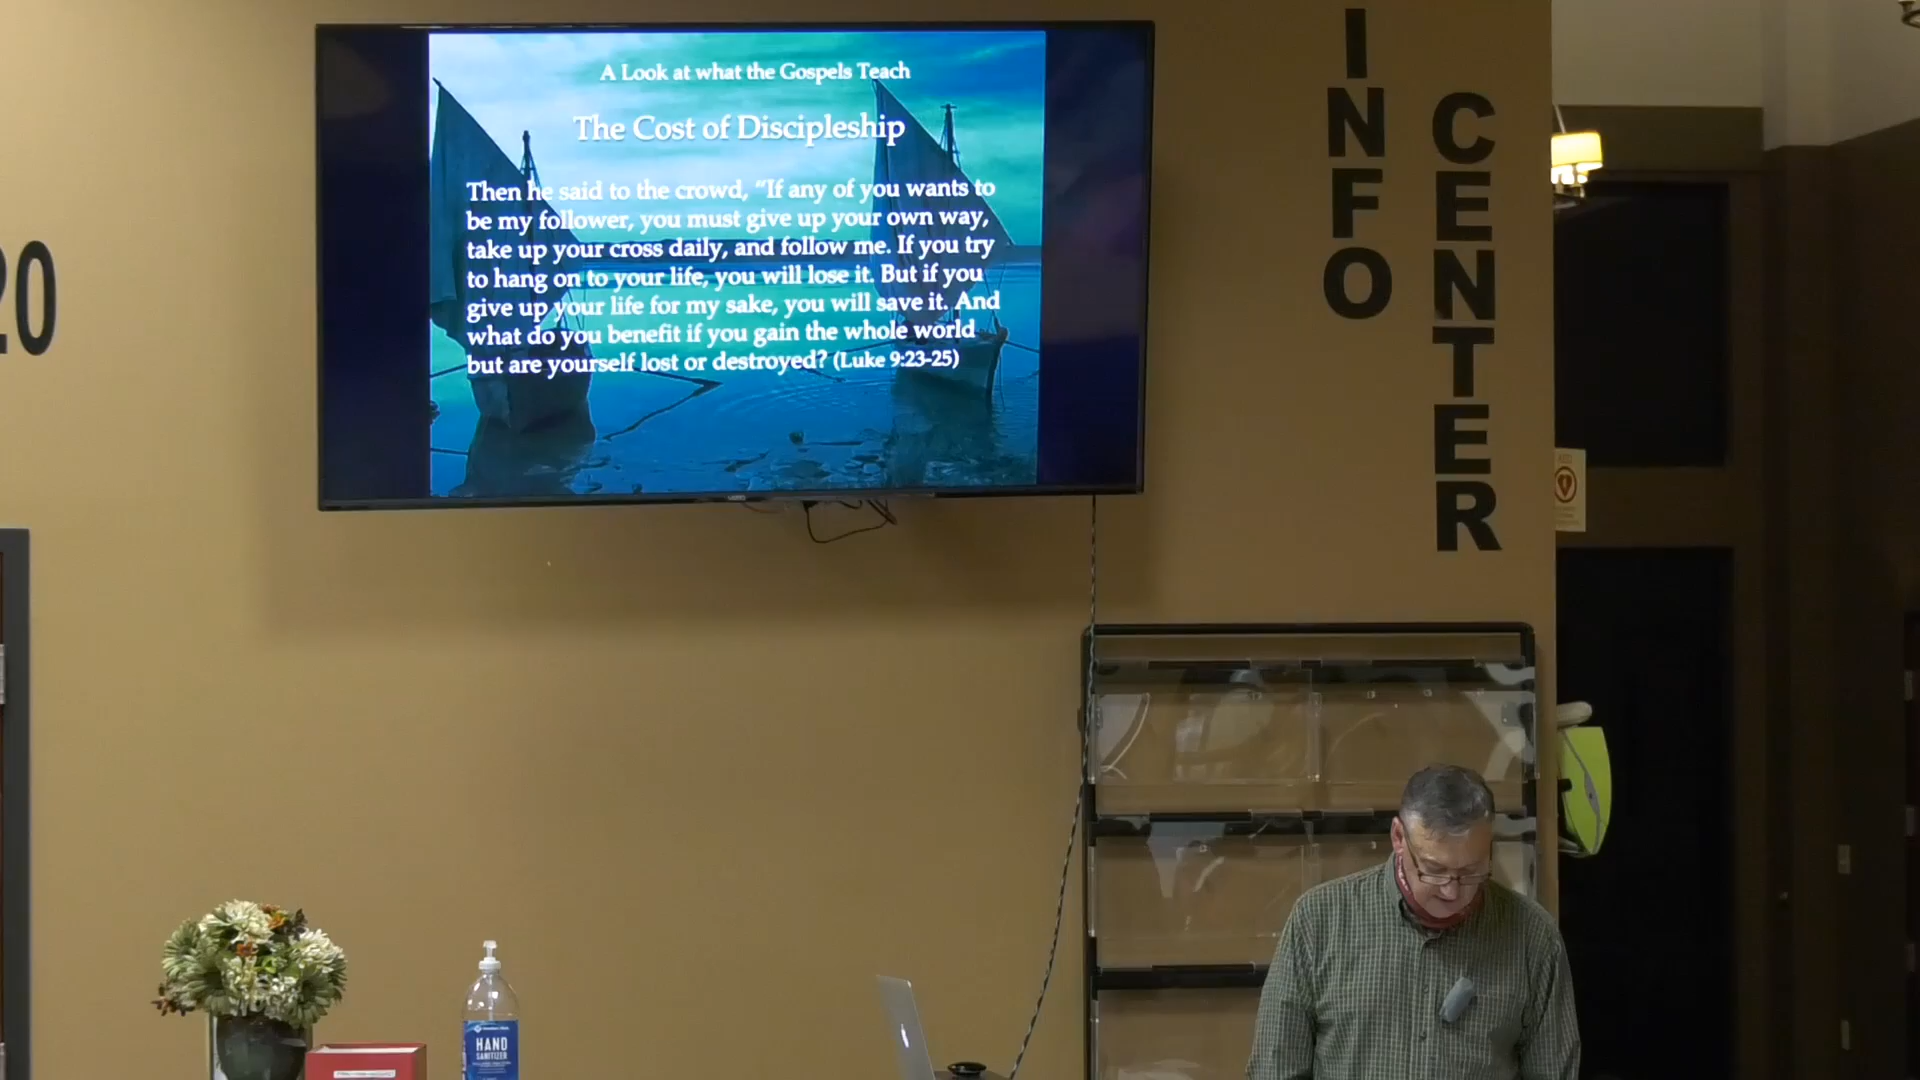 A Look at what the Gospels Teach
The Cost of Discipleship
Then he said to the crowd, “If any of you wants to
be my follower, you must give up your own way,
take up your cross daily, and follow me. If you try
to hang on to your life, you will lose it. But if you
give up your life for my sake, you will save it. And
what do you benefit if you gain the whole world
but are yourself lost or destroyed? (Luke 9:23-25)
INFO
CENTER
20
AED
HAND
SANITIZER